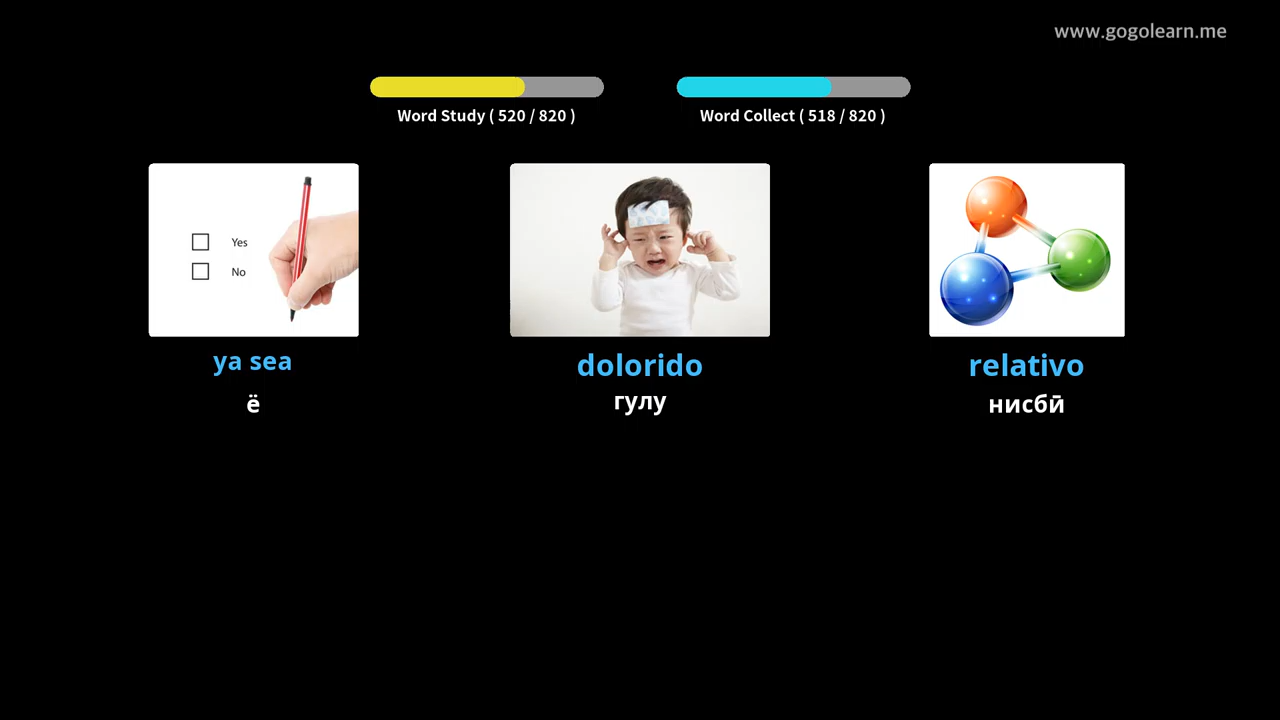 www.gogolearn.me
Word Study ( 520 / 820 )
Word Collect ( 518 / 820 )
Yes
No
ya sea
ё
dolorido
гулу
relativo
нисбӣ